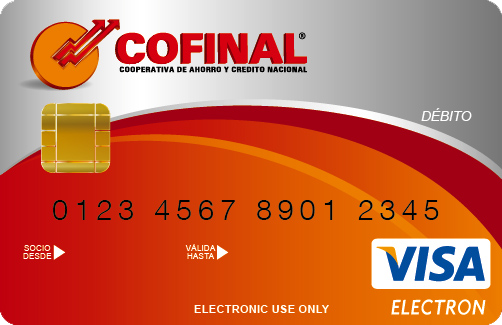 COFINAL®
COOPERATIVA DE AHORRO Y CREDITO NACIONAL
DÉBITO
0123 4567 8901 2345
SOCIO DESDE
VÁLIDA HASTA
VISA
ELECTRON
ELECTRONIC USE ONLY